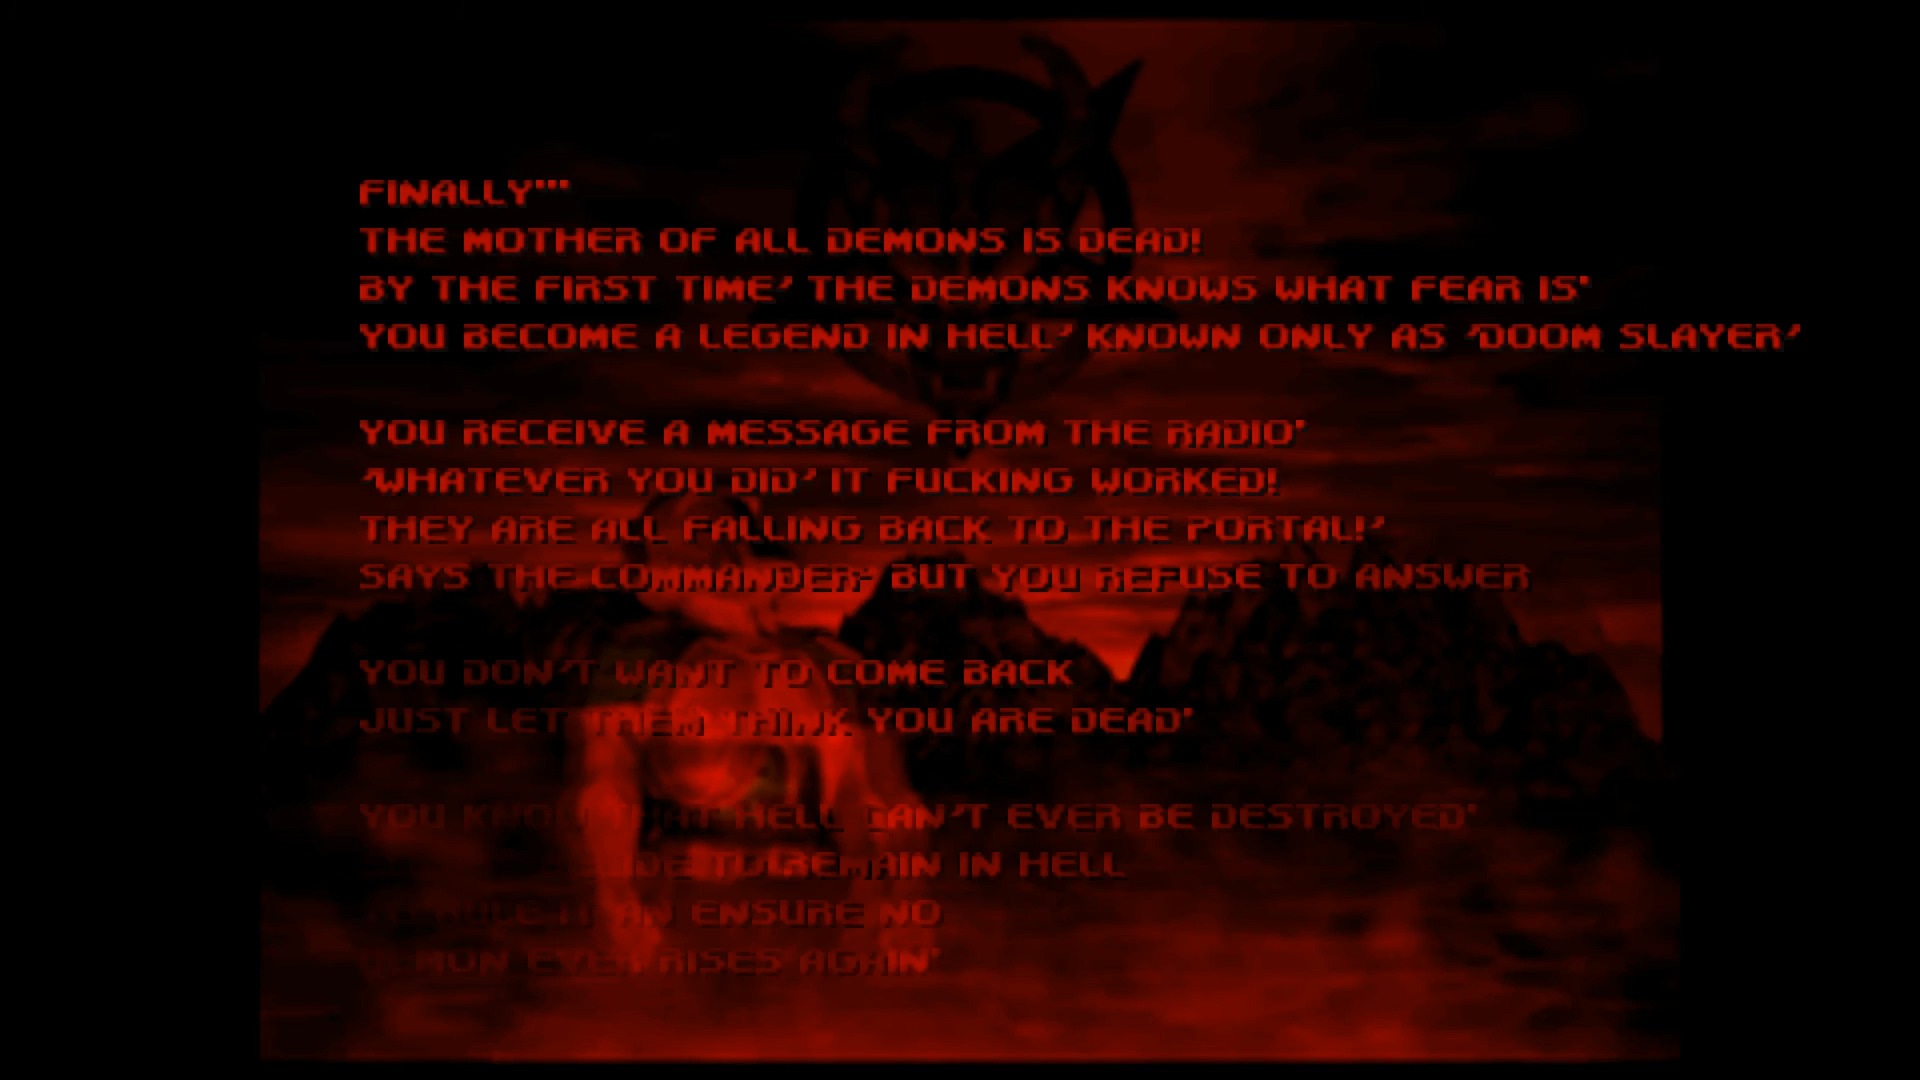 FINALLY""
THE MOTHER OF ALL DEMONS IS DEAD!
BY THE FIRST TIME' THE DEMONS KNOWS WHAT FEAR IS'
YOU BECOME A LEGEND IN HELL' KNOWN ONLY AS 'DOOM SLAYER'
YOU RECEIVE A MESSAGE FROM THE RADIO'
'WHATEVER YOU DID' IT FUCKING WORKED!
THEY ARE ALL FALLING BACK TO THE PORTAL!'
SAYS THE COMMANDER' BUT YOU REFUSE TO ANSWER
YOU DON'T WANT TO COME BACK
JUST LET THEM THINK YOU ARE DEAD'
YOU KNOW THAT HELL CAN'T EVER BE DESTROYED'
TO REMAIN IN HELL
ENSURE NO
DEMON EVER RISES AGAIN'